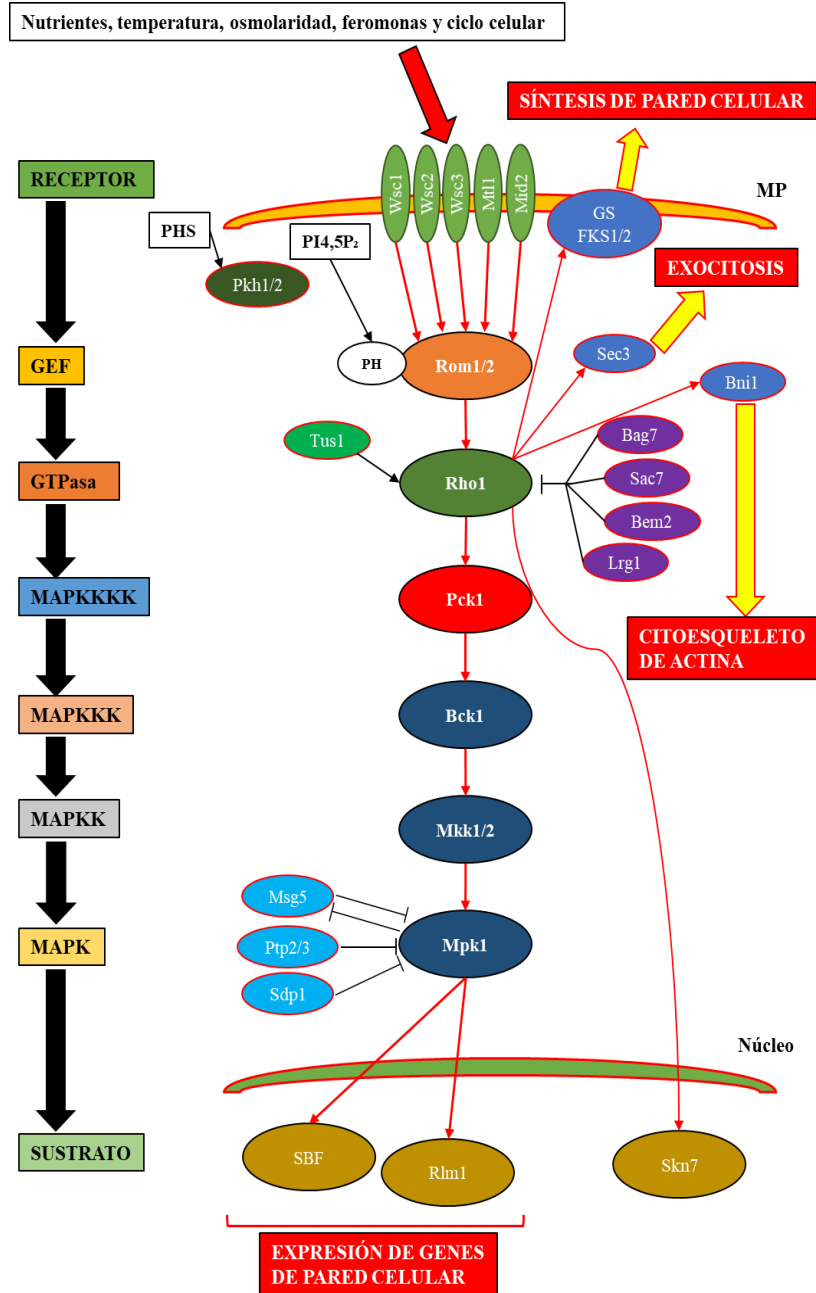 Nutrientes, temperatura, osmolaridad, feromonas y ciclo celular
SÍNTESIS DE PARED CELULAR
RECEPTOR
Wsc1
Wsc2
Wsc3
Mtl1
Mid2
MP
GS
FKS1/2
PHS
PI4,5P₂
EXOCITOSIS
Pkh1/2
GEF
PH
Rom1/2
Sec3
Bni1
Tus1
Bag7
GTPasa
Rho1
Sac7
Bem2
Lrg1
MAPKKKK
Pck1
CITOESQUELETO
DE ACTINA
MAPKKK
Bck1
MAPKK
Mkk1/2
Msg5
MAPK
Ptp2/3
Mpk1
Sdp1
Núcleo
SUSTRATO
SBF
Rlm1
Skn7
EXPRESIÓN DE GENES
DE PARED CELULAR